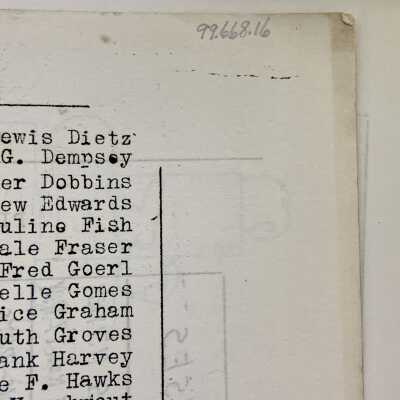 99.668.16
ewis Dietz
G. Dempsey
er Dobbins
ew Edwards
uline Fish
ale Fraser
Fred Goerl
elle Gomes
ice Graham
uth Groves
ank Harvey
e F. Hawks